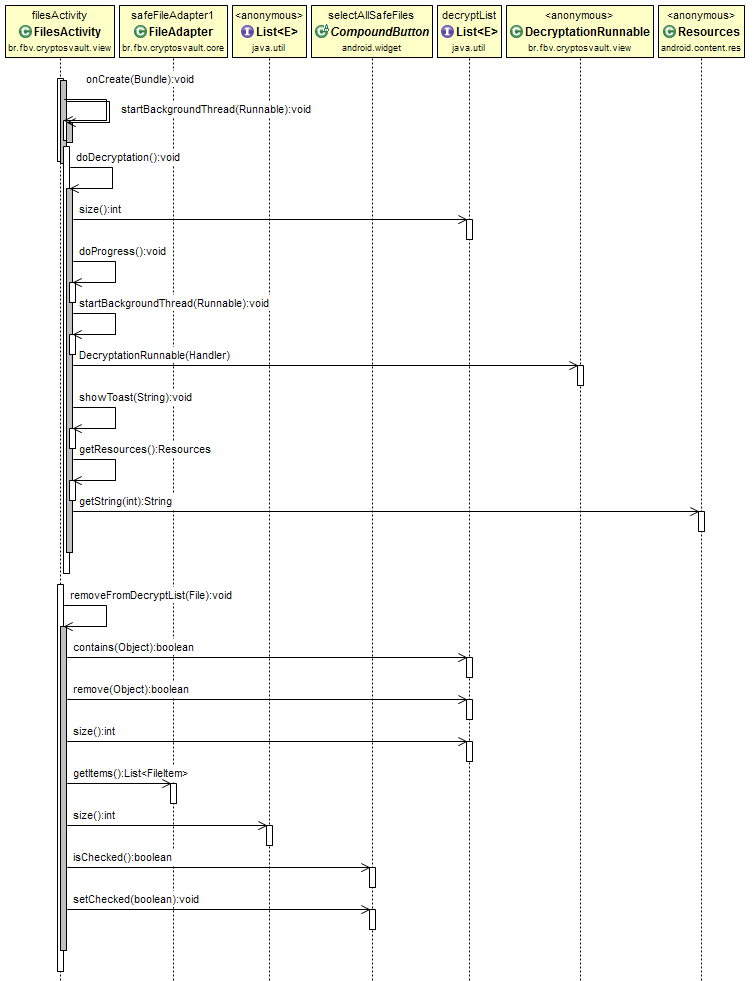 filesActivity
C FilesActivity
br.fbv.cryptosvault.view
safeFileAdapter1
C FileAdapter
br.fbv.cryptosvault.core
<anonymous>
I List<E>
java.util
selectAllSafeFiles
C A CompoundButton
android.widget
decryptList
I List<E>
java.util
<anonymous>
C DecryptationRunnable
br.fbv.cryptosvault.view
<anonymous>
C Resources
android.content.res
onCreate(Bundle):void
startBackgroundThread(Runnable):void
doDecryptation():void
size():int
doProgress():void
startBackgroundThread(Runnable):void
DecryptationRunnable(Handler)
showToast(String):void
getResources():Resources
getString(int):String
removeFromDecryptList(File):void
contains(Object):boolean
remove(Object):boolean
size():int
getItems():List<FileItem>
size():int
isChecked():boolean
setChecked(boolean):void